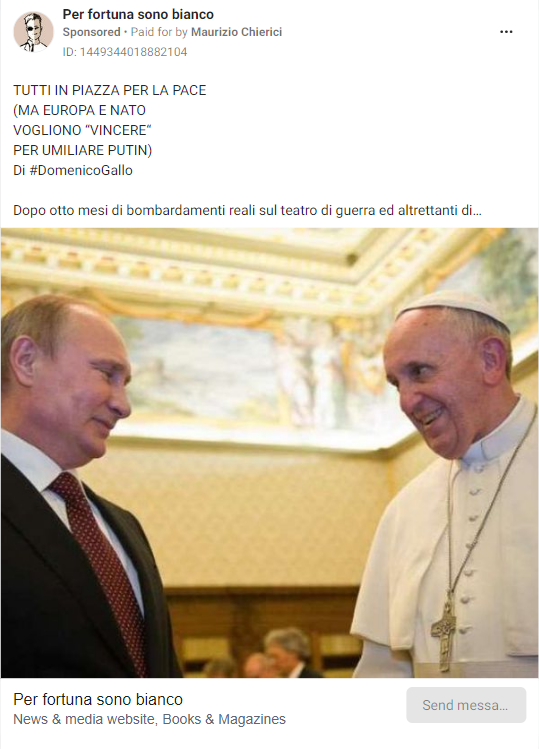 Per fortuna sono bianco
Sponsored • Paid for by Maurizio Chierici
ID: 1449344018882104
TUTTI IN PIAZZA PER LA PACE
(MA EUROPA E NATO
VOGLIONO “VINCERE“
PER UMILIARE PUTIN)
Di #DomenicoGallo
Dopo otto mesi di bombardamenti reali sul teatro di guerra ed altrettanti di...
Per fortuna sono bianco
News & media website, Books & Magazines
Send messa...